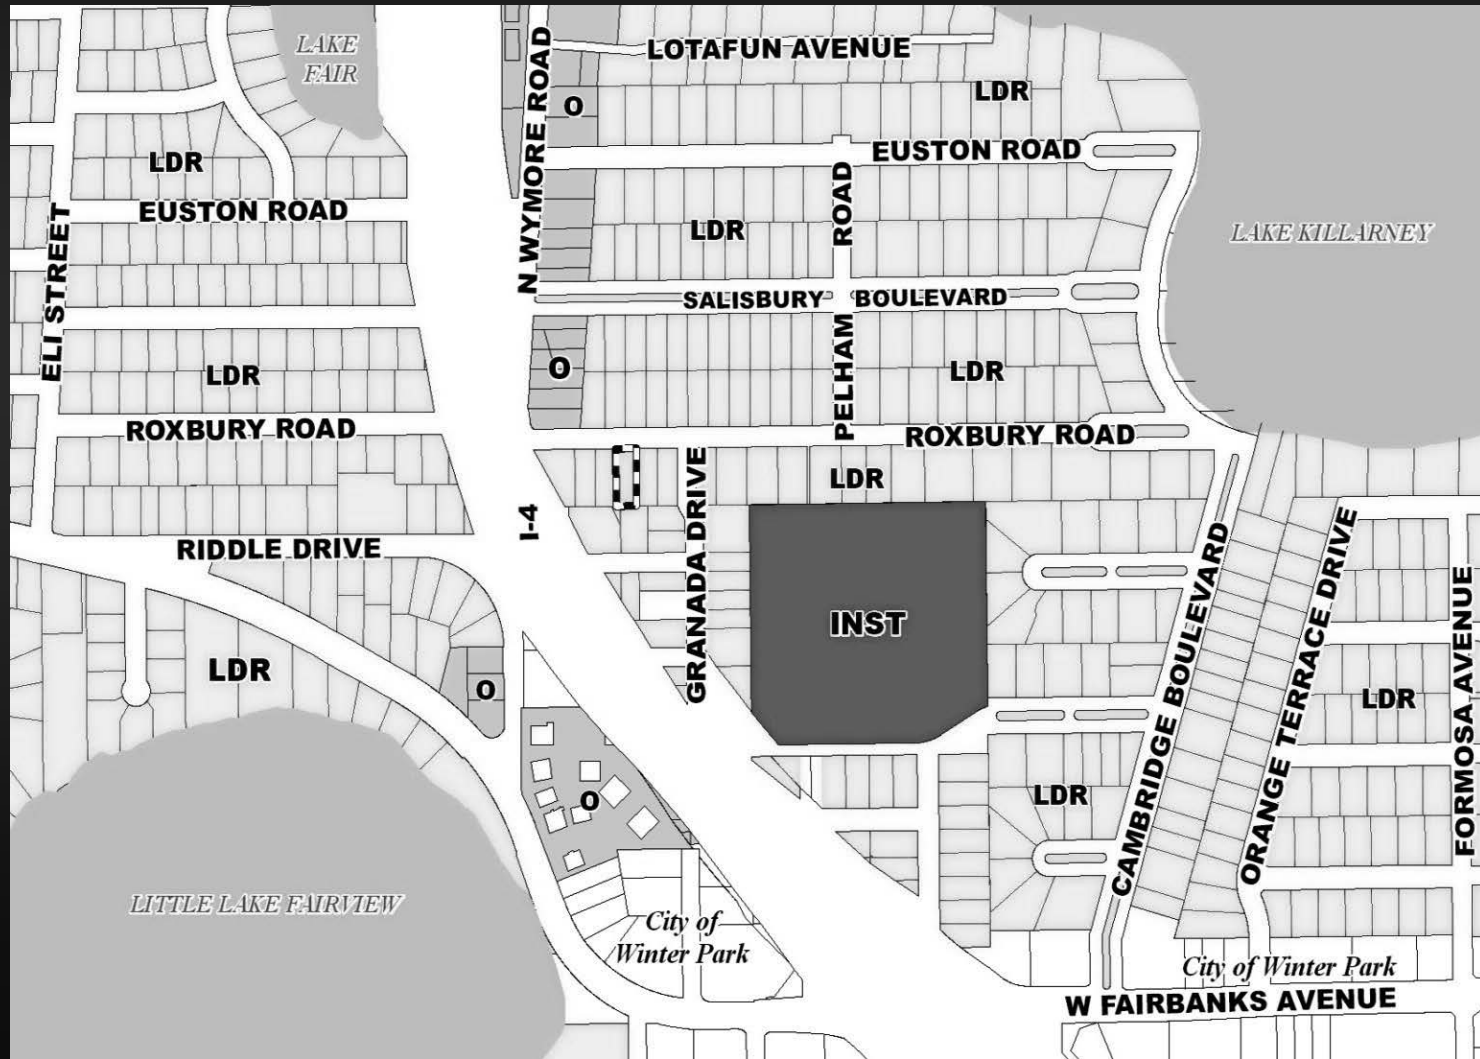 LAKE
FAIR
LOTAFUN AVENUE
LDR
O
N WYMORE ROAD
EUSTON ROAD
LDR
EUSTON ROAD
PELHAM ROAD
LDR
LAKE KILLARNEY
ELI STREET
SALISBURY BOULEVARD
LDR
O
LDR
ROXBURY ROAD
ROXBURY ROAD
LDR
GRANADA DRIVE
I-4
RIDDLE DRIVE
INST
CAMBRIDGE BOULEVARD
ORANGE TERRACE DRIVE
FORMOSA AVENUE
LDR
O
LDR
O
LDR
LITTLE LAKE FAIRVIEW
City of
Winter Park
City of Winter Park
W FAIRBANKS AVENUE